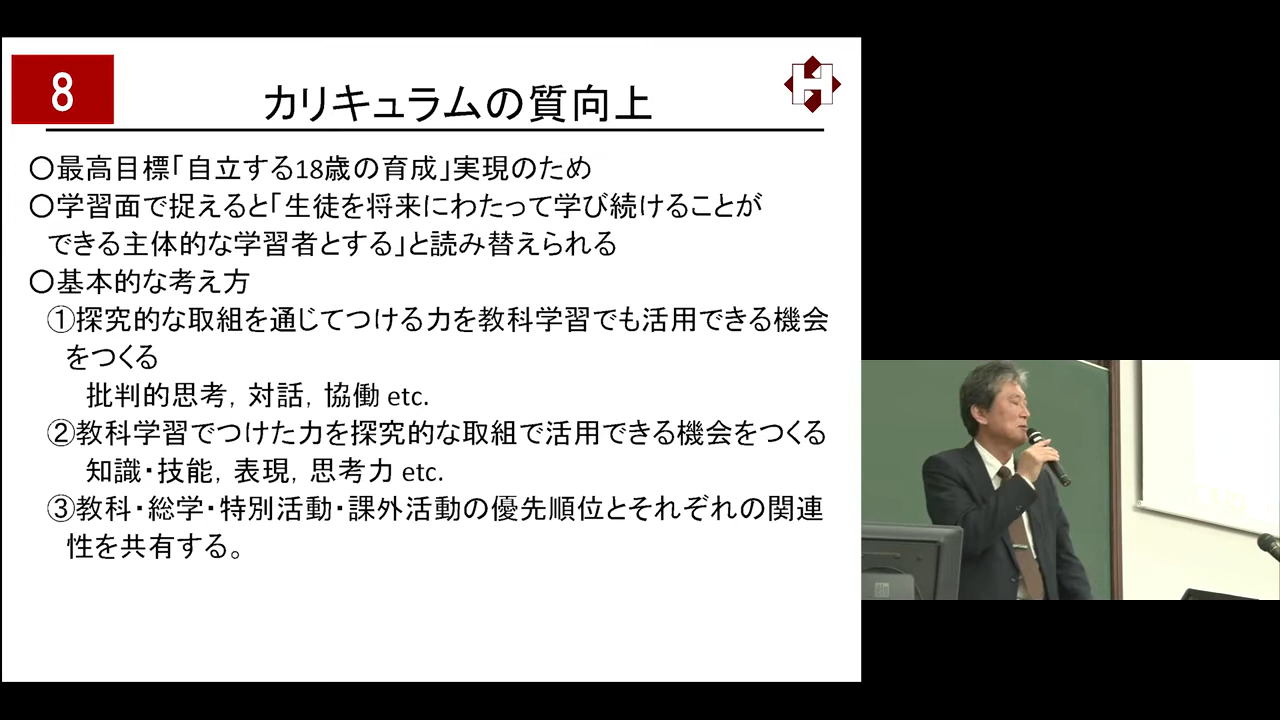 8
カリキュラムの質向上
〇最高目標「自立する18歳の育成」実現のため
〇学習面で捉えると「生徒を将来にわたって学び続けることが
できる主体的な学習者とする」と読み替えられる
〇基本的な考え方
①探究的な取組を通じてつける力を教科学習でも活用できる機会
をつくる
批判的思考，対話，協働 etc.
②教科学習でつけた力を探究的な取組で活用できる機会をつくる
知識・技能，表現，思考力 etc.
③教科・総学・特別活動・課外活動の優先順位とそれぞれの関連
性を共有する。